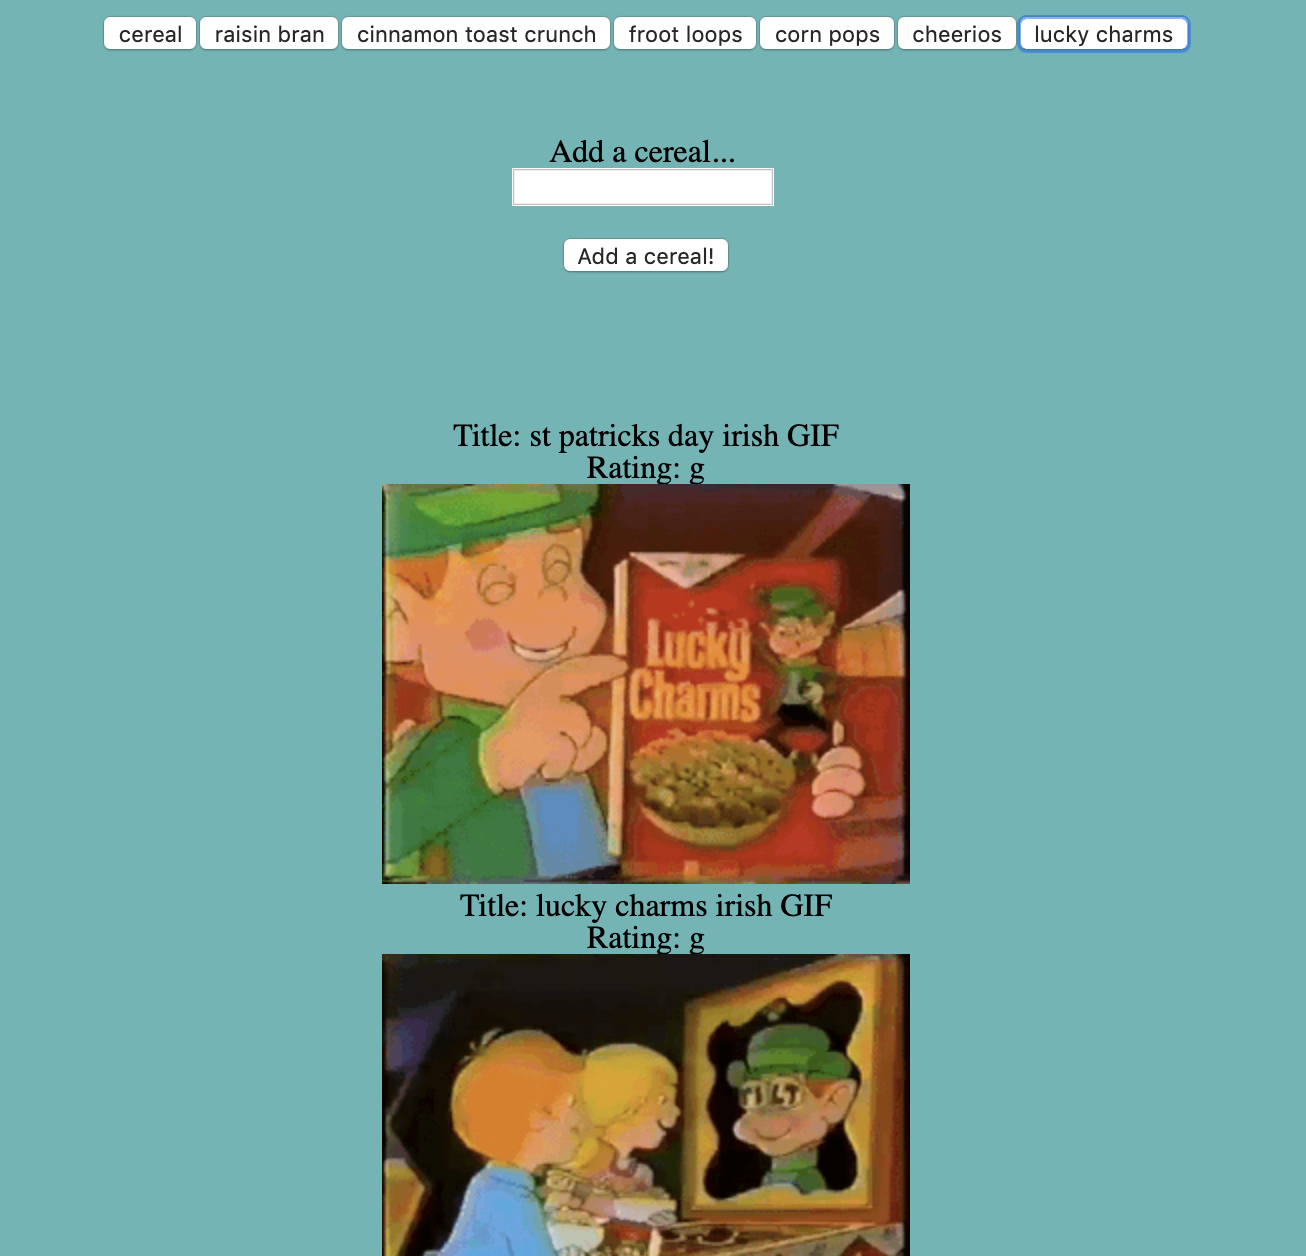 cereal raisin bran cinnamon toast crunch froot loops corn pops cheerios lucky charms
Add a cereal...
Add a cereal!
Title: st patricks day irish GIF
Rating: g
Lucky
Charms
Title: lucky charms irish GIF
Rating: g
TILT